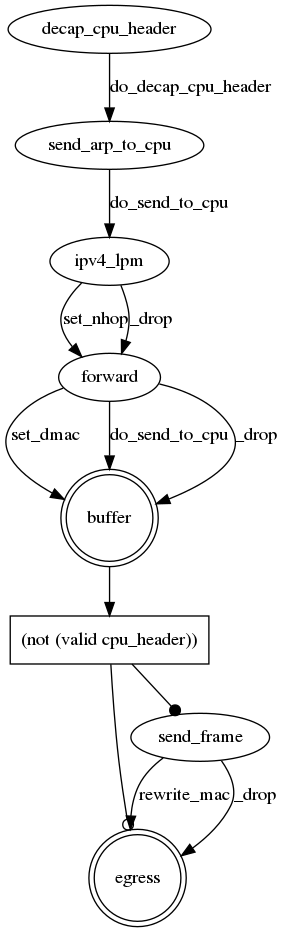 decap_cpu_header
do_decap_cpu_header
send_arp_to_cpu
do_send_to_cpu
ipv4_lpm
set_nhop
_drop
forward
set_dmac
do_send_to_cpu
_drop
buffer
(not (valid cpu_header))
send_frame
rewrite_mac
_drop
egress